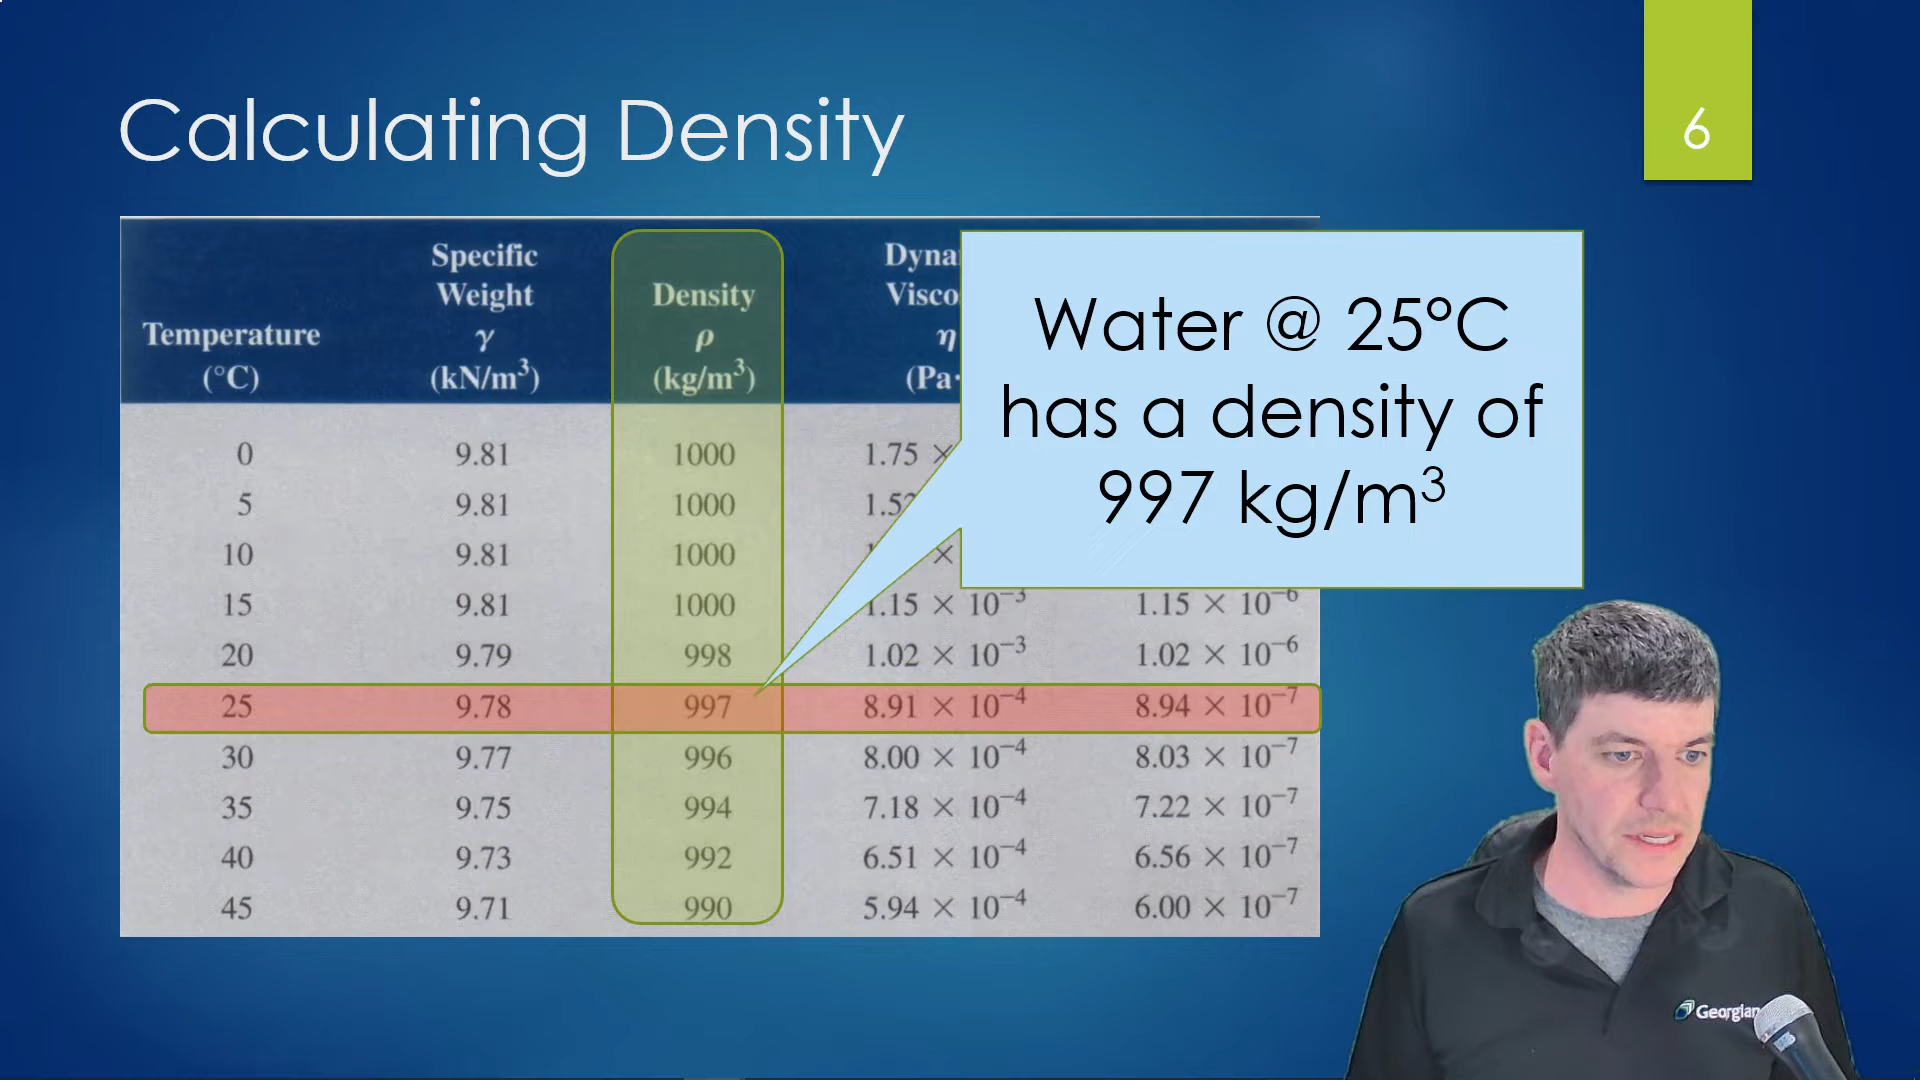 Calculating Density
6
Temperature (°C)
Specific Weight γ (kN/m³)
Density ρ (kg/m³)
η
Water @ 25°C
has a density of
997 kg/m³
0 9.81 1000 1.75 ×
5 9.81 1000
10 9.81 1000 ×
15 9.81 1000 1.15 × 10⁻³ 1.15 × 10⁻⁶
20 9.79 998 1.02 × 10⁻³ 1.02 × 10⁻⁶
25 9.78 997 8.91 × 10⁻⁴ 8.94 × 10⁻⁷
30 9.77 996 8.00 × 10⁻⁴ 8.03 × 10⁻⁷
35 9.75 994 7.18 × 10⁻⁴ 7.22 × 10⁻⁷
40 9.73 992 6.51 × 10⁻⁴ 6.56 × 10⁻⁷
45 9.71 990 5.94 × 10⁻⁴ 6.00 × 10⁻⁷
Georgian